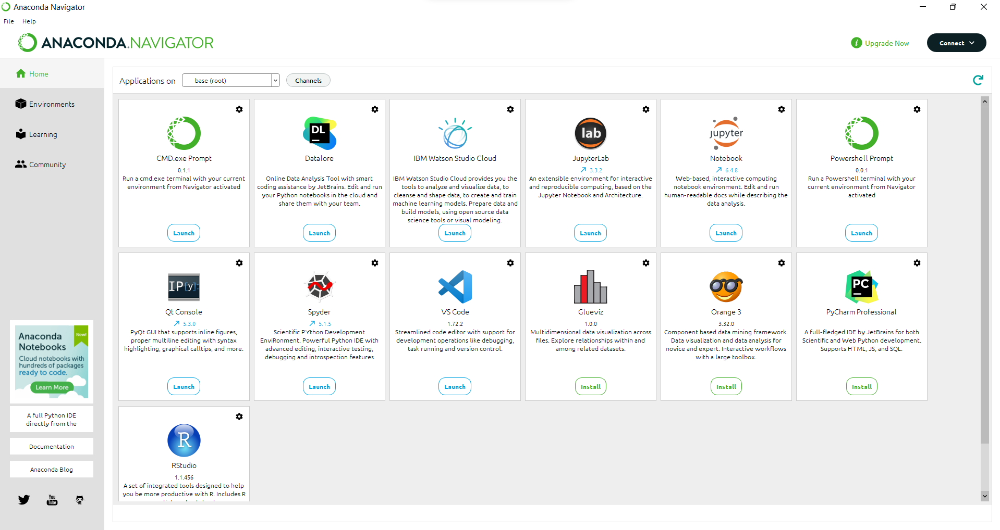 Anaconda Navigator
File Help
ANACONDA.NAVIGATOR
i Upgrade Now
Connect
Home
Environments
Learning
Community
Applications on
base (root)
Channels
CMD.exe Prompt
0.1.1
Run a cmd.exe terminal with your current
environment from Navigator activated
Launch
DL
Datalore
Online Data Analysis Tool with smart
coding assistance by JetBrains. Edit and run
your Python notebooks in the cloud and
share them with your team.
Launch
IBM Watson Studio Cloud
IBM Watson Studio Cloud provides you the
tools to analyze and visualize data, to
cleanse and shape data, to create and train
machine learning models. Prepare data and
build models, using open source data
science tools or visual modeling.
Launch
lab
JupyterLab
3.3.2
An extensible environment for interactive
and reproducible computing, based on the
Jupyter Notebook and Architecture.
Launch
jupyter
Notebook
6.4.8
Web-based, interactive computing
notebook environment. Edit and run
human-readable docs while describing the
data analysis.
Launch
Powershell Prompt
0.0.1
Run a Powershell terminal with your
current environment from Navigator
activated
Launch
IP[y]:
Qt Console
5.3.0
PyQt GUI that supports inline figures,
proper multiline editing with syntax
highlighting, graphical calltips, and more.
Launch
Spyder
5.1.5
Scientific PYthon Development
EnviRonment. Powerful Python IDE with
advanced editing, interactive testing,
debugging and introspection features
Launch
VS Code
1.72.2
Streamlined code editor with support for
development operations like debugging,
task running and version control.
Launch
Glueviz
1.0.0
Multidimensional data visualization across
files. Explore relationships within and
among related datasets.
Install
Orange 3
3.32.0
Component based data mining framework.
Data visualization and data analysis for
novice and expert. Interactive workflows
with a large toolbox.
Install
PC
PyCharm Professional
A full-fledged IDE by JetBrains for both
Scientific and Web Python development.
Supports HTML, JS, and SQL.
Install
R
RStudio
1.1.456
A set of integrated tools designed to help
you be more productive with R. Includes R
New!
Anaconda
Notebooks
Cloud notebooks with
hundreds of packages
ready to code.
Learn More
A full Python IDE
directly from the
Documentation
Anaconda Blog
You
Tube